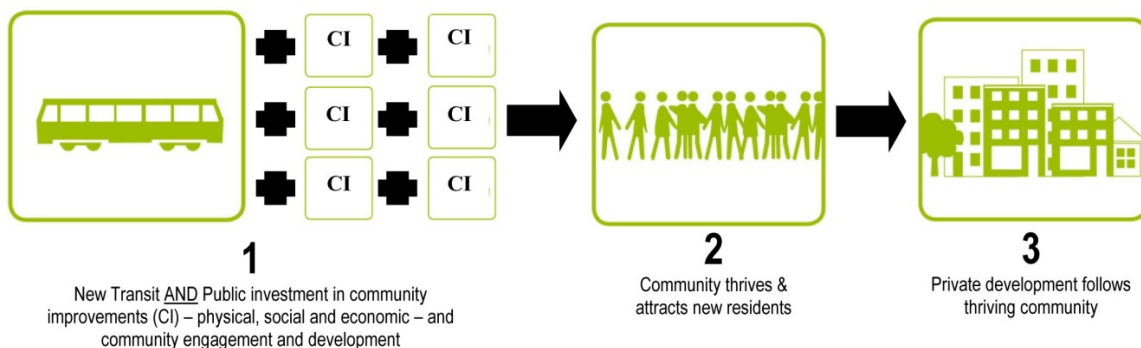 CI CI
CI CI
CI CI
1
New Transit AND Public investment in community
improvements (CI) – physical, social and economic – and
community engagement and development
2
Community thrives &
attracts new residents
3
Private development follows
thriving community